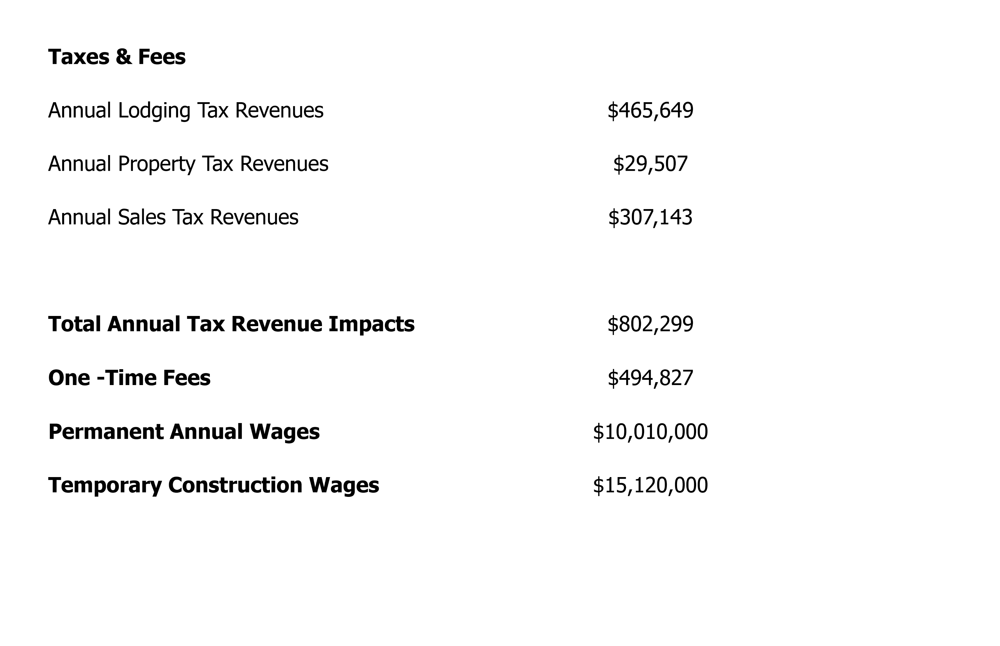 Taxes & Fees
Annual Lodging Tax Revenues $465,649
Annual Property Tax Revenues $29,507
Annual Sales Tax Revenues $307,143
Total Annual Tax Revenue Impacts $802,299
One -Time Fees $494,827
Permanent Annual Wages $10,010,000
Temporary Construction Wages $15,120,000